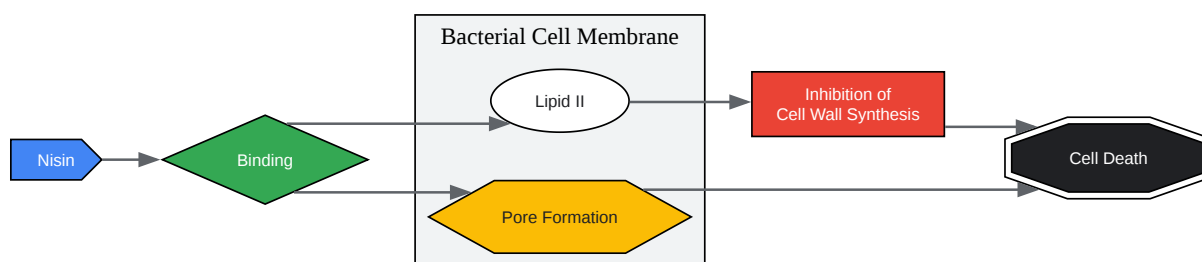 Bacterial Cell Membrane
Nisin
Binding
Lipid II
Pore Formation
Inhibition of
Cell Wall Synthesis
Cell Death